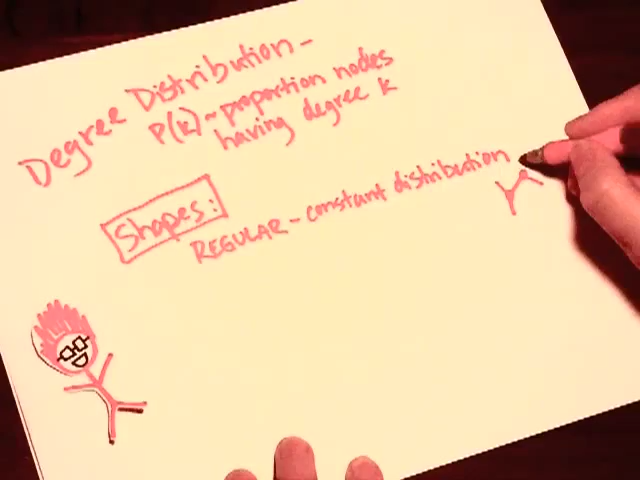 Degree Distribution-
P(k)~proportion nodes
having degree k
Shapes:
REGULAR - constant distribution